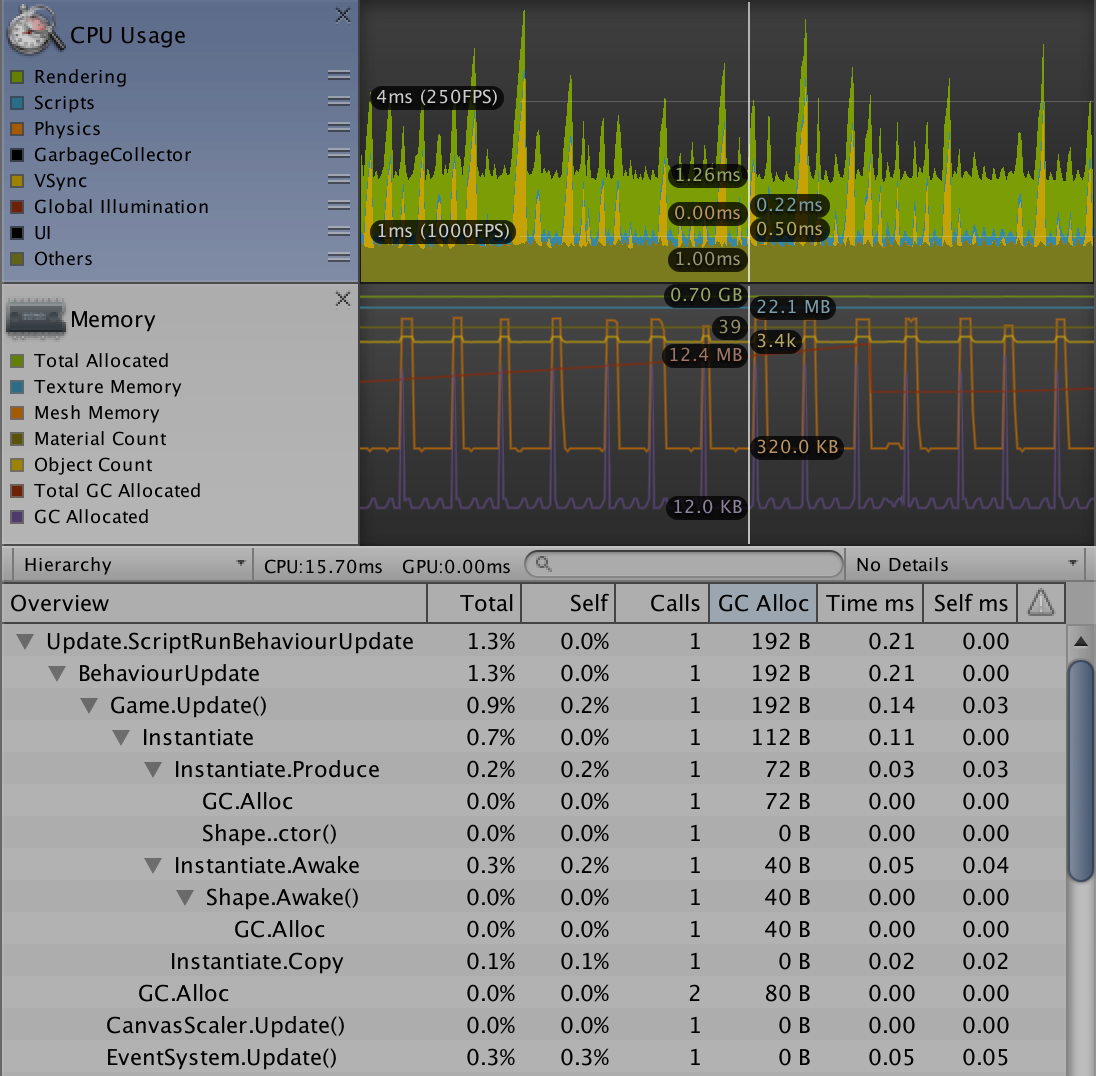 CPU Usage
Rendering
Scripts
Physics
GarbageCollector
VSync
Global Illumination
UI
Others
4ms (250FPS)
1.26ms
0.00ms
0.22ms
0.50ms
1ms (1000FPS)
1.00ms
Memory
Total Allocated
Texture Memory
Mesh Memory
Material Count
Object Count
Total GC Allocated
GC Allocated
0.70 GB
22.1 MB
39
3.4k
12.4 MB
320.0 KB
12.0 KB
Hierarchy CPU:15.70ms GPU:0.00ms No Details
Overview Total Self Calls GC Alloc Time ms Self ms
Update.ScriptRunBehaviourUpdate 1.3% 0.0% 1 192 B 0.21 0.00
BehaviourUpdate 1.3% 0.0% 1 192 B 0.21 0.00
Game.Update() 0.9% 0.2% 1 192 B 0.14 0.03
Instantiate 0.7% 0.0% 1 112 B 0.11 0.00
Instantiate.Produce 0.2% 0.2% 1 72 B 0.03 0.03
GC.Alloc 0.0% 0.0% 1 72 B 0.00 0.00
Shape..ctor() 0.0% 0.0% 1 0 B 0.00 0.00
Instantiate.Awake 0.3% 0.2% 1 40 B 0.05 0.04
Shape.Awake() 0.0% 0.0% 1 40 B 0.00 0.00
GC.Alloc 0.0% 0.0% 1 40 B 0.00 0.00
Instantiate.Copy 0.1% 0.1% 1 0 B 0.02 0.02
GC.Alloc 0.0% 0.0% 2 80 B 0.00 0.00
CanvasScaler.Update() 0.0% 0.0% 1 0 B 0.00 0.00
EventSystem.Update() 0.3% 0.3% 1 0 B 0.05 0.05